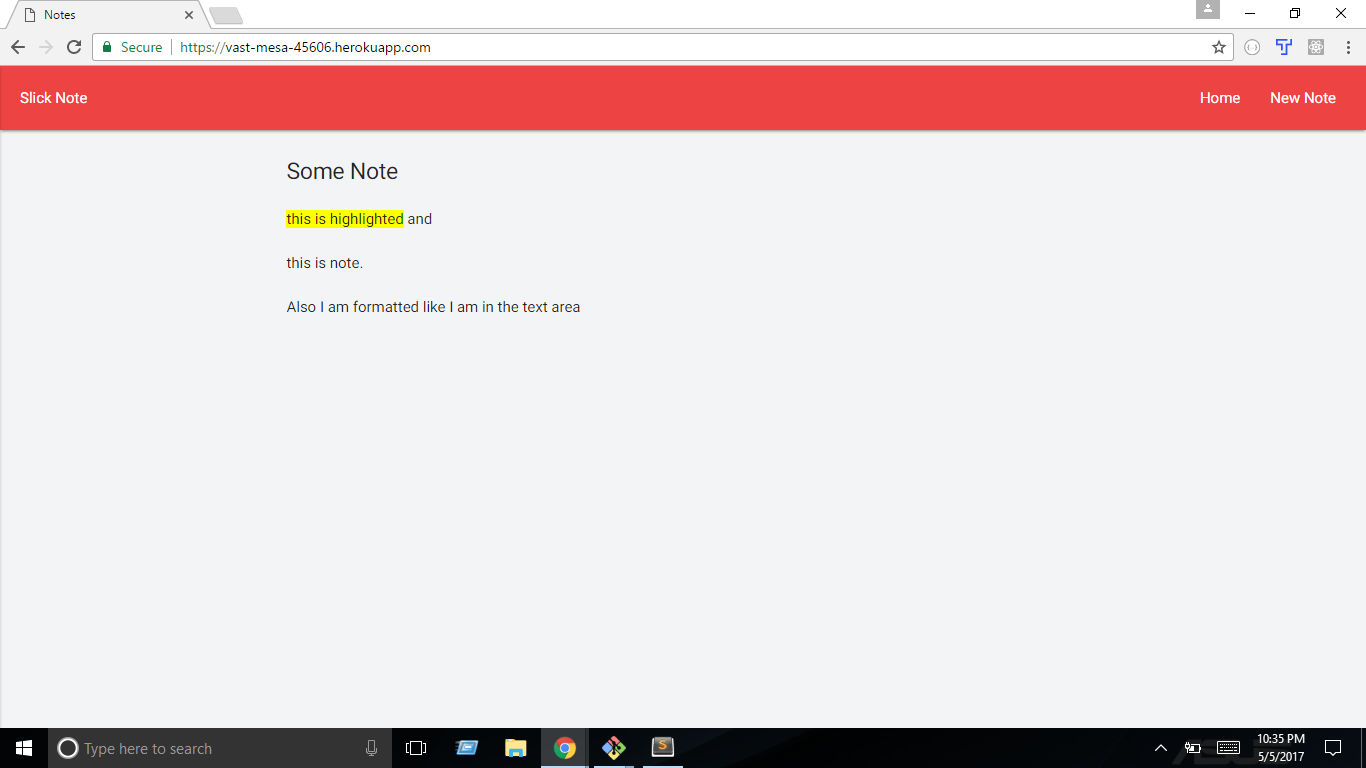 Notes
Secure https://vast-mesa-45606.herokuapp.com
Slick Note Home New Note
Some Note
this is highlighted and
this is note.
Also I am formatted like I am in the text area
Type here to search
10:35 PM
5/5/2017